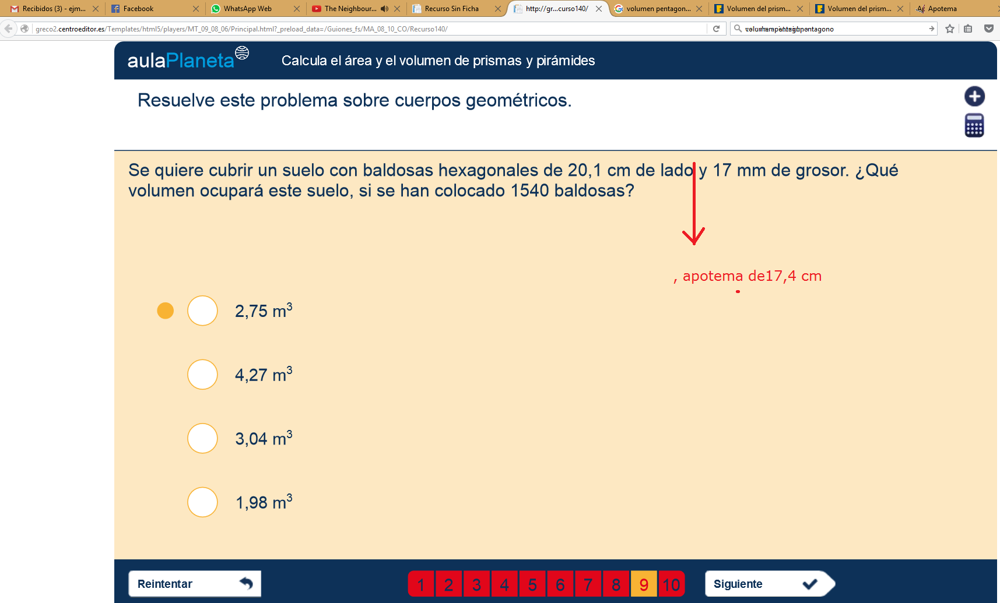 Recibidos (3) - ejm...
Facebook
WhatsApp Web
The Neighbour...
Recurso Sin Ficha
http://gr...curso140/
volumen pentagon...
Volumen del prism...
Volumen del prism...
Apotema
greco2.centroeditor.es/Templates/html5/players/MT_09_08_06/Principal.html?_preload_data=/Guiones_fs/MA_08_10_CO/Recurso140/
aulaPlaneta
Calcula el área y el volumen de prismas y pirámides
Resuelve este problema sobre cuerpos geométricos.
Se quiere cubrir un suelo con baldosas hexagonales de 20,1 cm de lado y 17 mm de grosor. ¿Qué
volumen ocupará este suelo, si se han colocado 1540 baldosas?
, apotema de17,4 cm
2,75 m³
4,27 m³
3,04 m³
1,98 m³
Reintentar
1 2 3 4 5 6 7 8 9 10
Siguiente